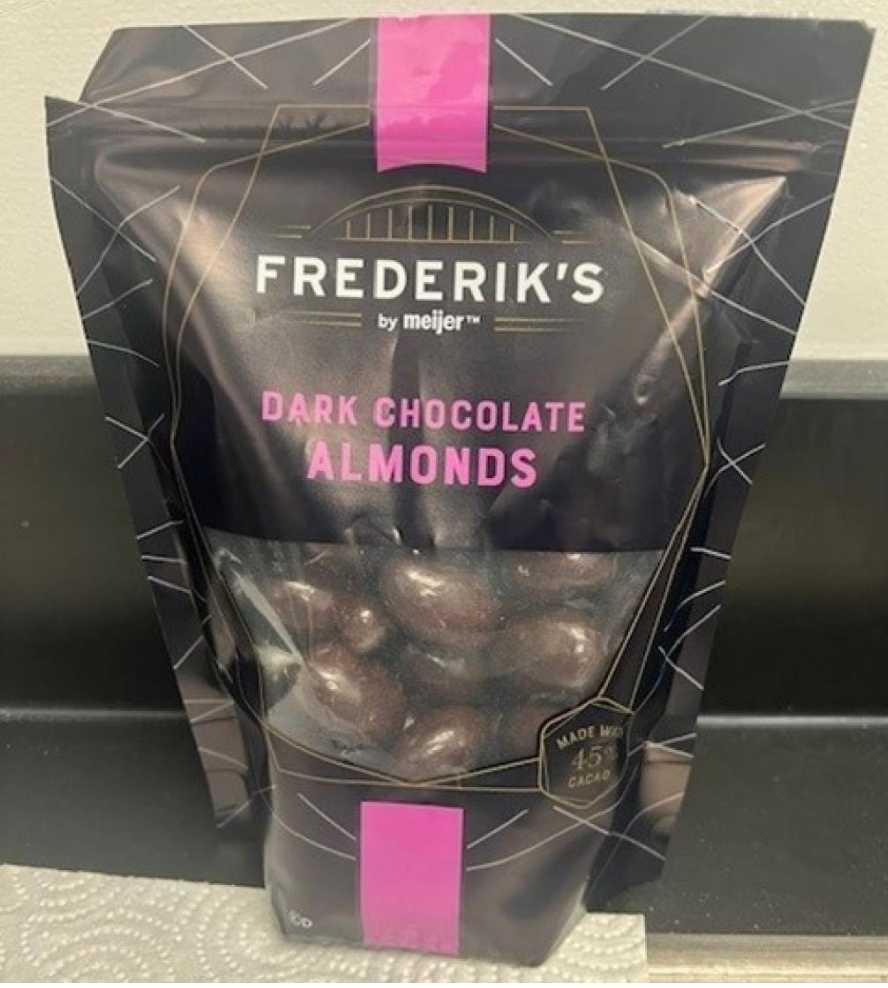 FREDERIK'S
by meijer™
DARK CHOCOLATE
ALMONDS
MADE WITH
45%
CACAO